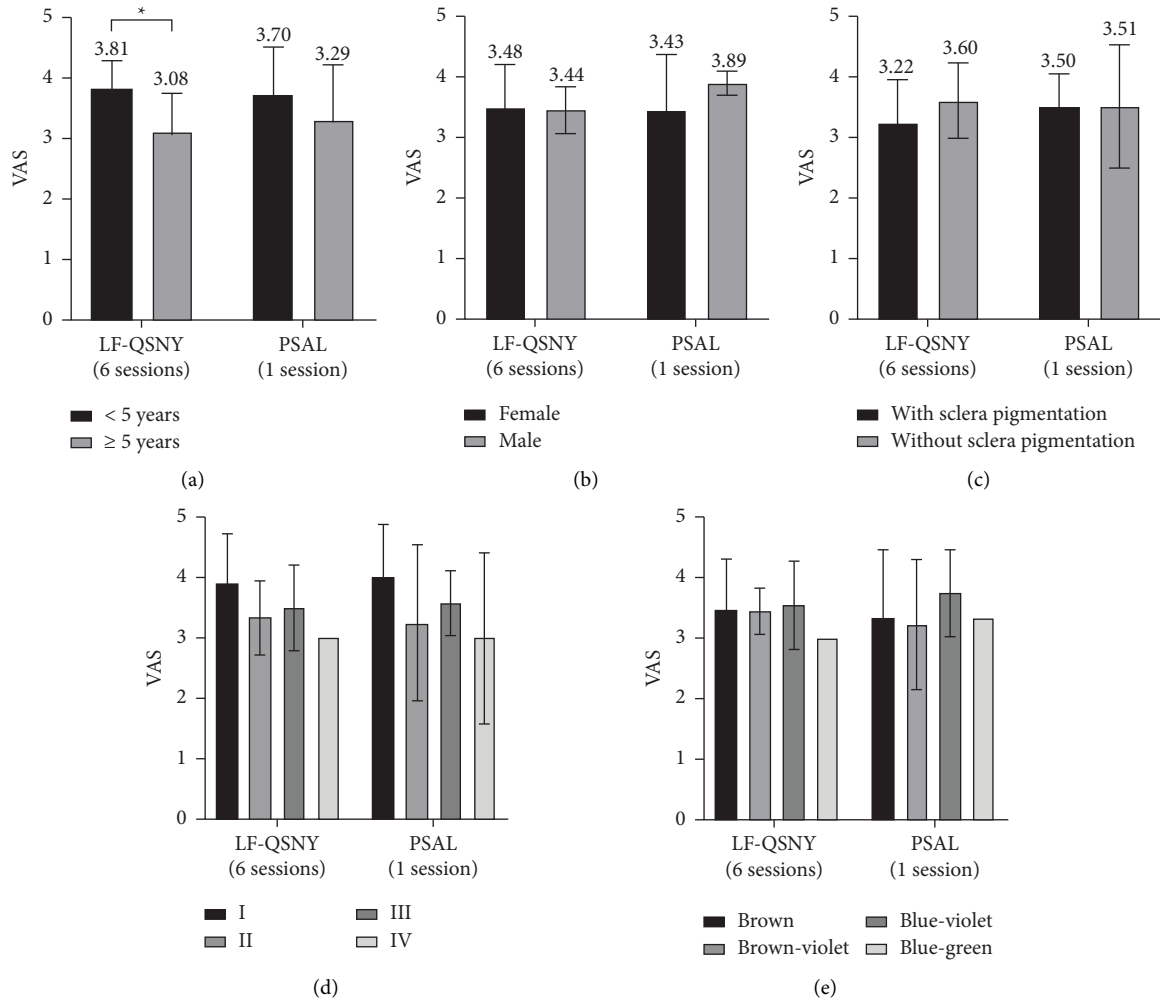 5
*
3.81
3.08
3.70
3.29
4
3
2
1
0
VAS
LF-QSNY
(6 sessions)
PSAL
(1 session)
< 5 years
≥ 5 years
(a)
5
3.48
3.44
3.43
3.89
4
3
2
1
0
VAS
LF-QSNY
(6 sessions)
PSAL
(1 session)
Female
Male
(b)
5
3.22
3.60
3.50
3.51
4
3
2
1
0
VAS
LF-QSNY
(6 sessions)
PSAL
(1 session)
With sclera pigmentation
Without sclera pigmentation
(c)
5
4
3
2
1
0
VAS
LF-QSNY
(6 sessions)
PSAL
(1 session)
I
II
III
IV
(d)
5
4
3
2
1
0
VAS
LF-QSNY
(6 sessions)
PSAL
(1 session)
Brown
Brown-violet
Blue-violet
Blue-green
(e)